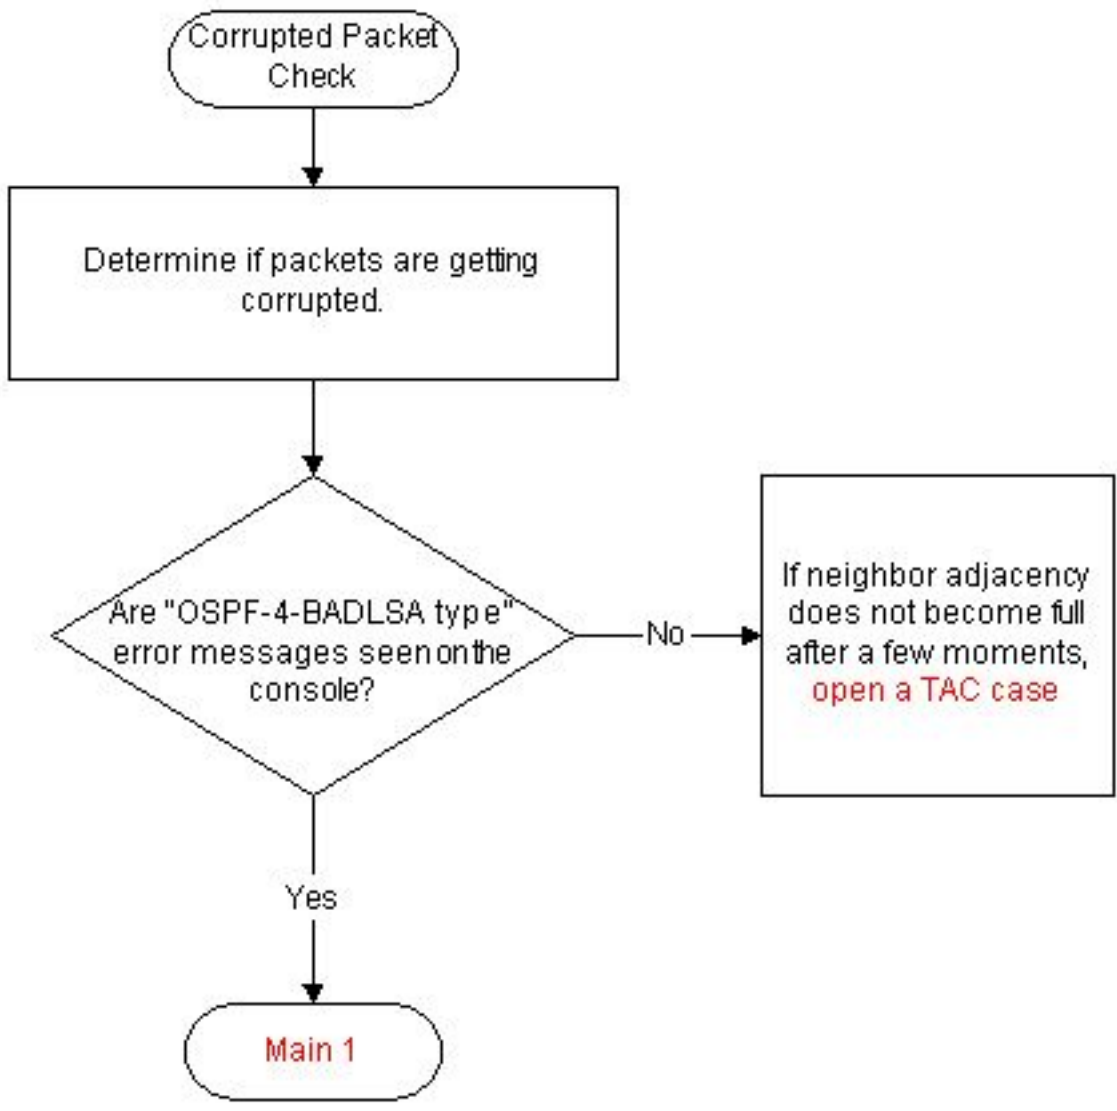 Corrupted Packet
Check
Determine if packets are getting
corrupted.
Are "OSPF-4-BADLSA type"
error messages seen on the
console?
No
If neighbor adjacency
does not become full
after a few moments,
open a TAC case
Yes
Main 1